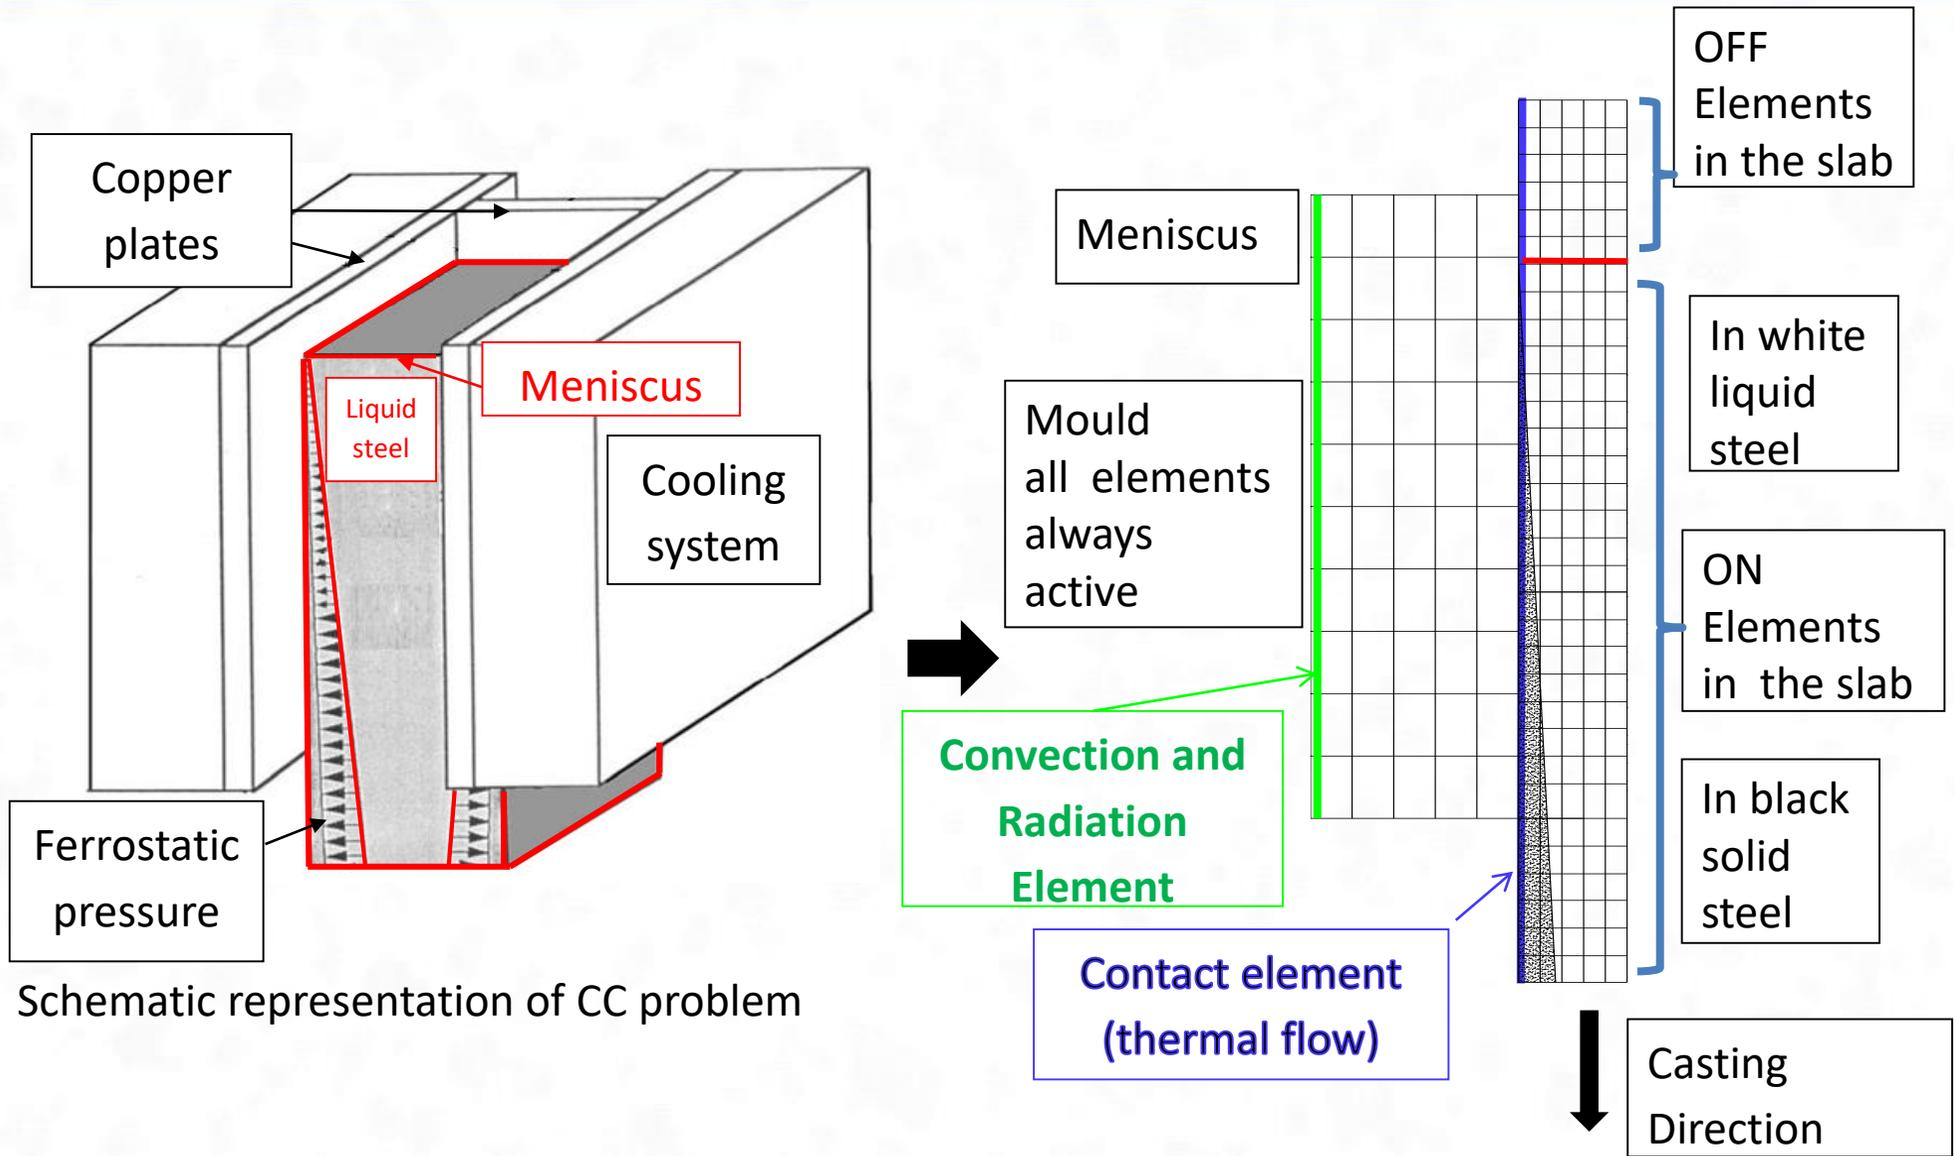 Copper
plates
Meniscus
Liquid
steel
Cooling
system
Ferrostatic
pressure
Schematic representation of CC problem
Meniscus
Mould
all elements
always
active
Convection and
Radiation
Element
Contact element
(thermal flow)
OFF
Elements
in the slab
In white
liquid
steel
ON
Elements
in the slab
In black
solid
steel
Casting
Direction